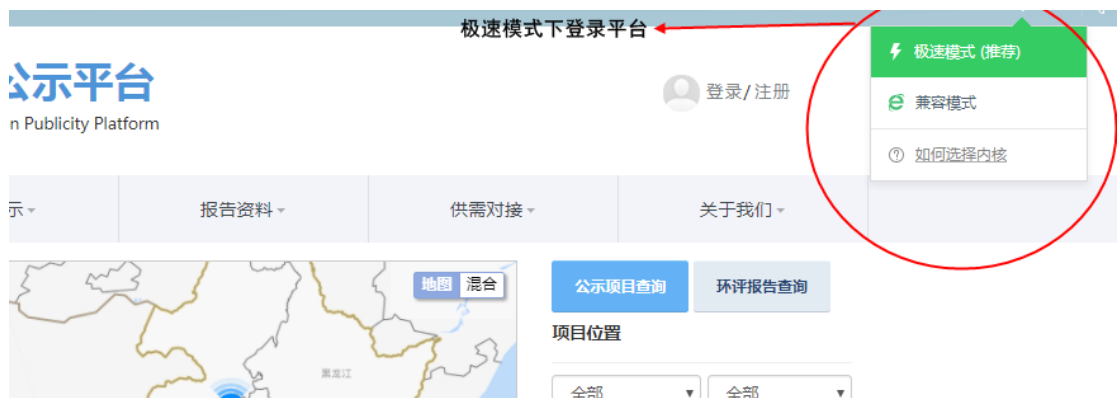 极速模式下登录平台
极速模式 (推荐)
公示平台
登录/注册
兼容模式
n Publicity Platform
如何选择内核
示
报告资料
供需对接
关于我们
地图 混合
公示项目查询 环评报告查询
项目位置
黑龙江
全部 全部